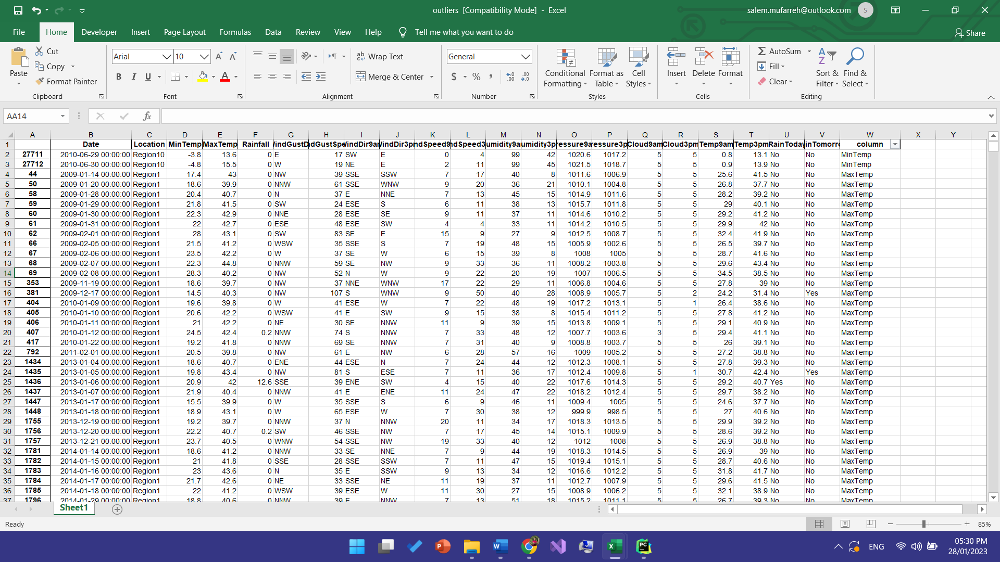 outliers [Compatibility Mode] - Excel
salem.mufarreh@outlook.com S
File Home Developer Insert Page Layout Formulas Data Review View Help Tell me what you want to do Share
Paste Cut Copy Format Painter Clipboard
Arial 10 B I U A Font
Wrap Text Merge & Center Alignment
General $ % , Number
Conditional Formatting Format as Table Cell Styles Styles
Insert Delete Format Cells
AutoSum Fill Clear Sort & Filter Find & Select Editing
AA14 fx
A B C D E F G H I J K L M N O P Q R S T U V W X Y
1 Date Location MinTemp MaxTemp Rainfall VindGustD ndGustSpe VindDir9am VindDir3pr ndSpeed9 ndSpeed3 umidity9a umidity3p ressure9a ressure3p Cloud9am Cloud3pm Temp9am Temp3pm RainToday inTomorro column
2 27711 2010-06-29 00:00:00 Region10 -3.8 13.6 0 E 17 SW E 0 4 99 42 1020.6 1017.2 5 5 0.8 13.1 No No MinTemp
3 27712 2010-06-30 00:00:00 Region10 -4.8 15.5 0 W 19 NE E 2 11 99 45 1021.5 1018.7 5 5 0.9 13.9 No No MinTemp
4 44 2009-01-14 00:00:00 Region1 17.4 43 0 NW 39 SSE SSW 7 17 40 8 1011.6 1006.9 5 5 25.6 41.5 No No MaxTemp
5 50 2009-01-20 00:00:00 Region1 18.6 39.9 0 NNW 61 SSE WNW 9 20 36 21 1010.1 1004.8 5 5 26.8 37.7 No No MaxTemp
6 58 2009-01-28 00:00:00 Region1 20.4 40.7 0 N 37 E NNE 7 13 45 15 1014.9 1011.6 5 5 28.2 39.2 No No MaxTemp
7 59 2009-01-29 00:00:00 Region1 21.8 41.5 0 SW 24 ESE S 6 11 38 13 1015.7 1011.8 5 5 29 40.1 No No MaxTemp
8 60 2009-01-30 00:00:00 Region1 22.3 42.9 0 NNE 28 ESE SE 9 11 37 11 1014.6 1010.2 5 5 29.2 41.2 No No MaxTemp
9 61 2009-01-31 00:00:00 Region1 22 42.7 0 ESE 48 ESE SW 4 4 33 11 1014.2 1010.5 5 5 29.9 42 No No MaxTemp
10 62 2009-02-01 00:00:00 Region1 28 43.1 0 SW 83 SE E 15 9 27 9 1012.5 1008.7 5 5 32.4 41.9 No No MaxTemp
11 66 2009-02-05 00:00:00 Region1 21.5 41.2 0 WSW 35 SSE S 7 19 48 15 1005.9 1002.6 5 5 26.5 39.7 No No MaxTemp
12 67 2009-02-06 00:00:00 Region1 23.5 42.2 0 W 37 SE W 6 15 39 8 1008 1005 5 5 28.7 41.6 No No MaxTemp
13 68 2009-02-07 00:00:00 Region1 22.3 44.8 0 NNW 59 SE NW 9 33 36 11 1008.2 1003.8 5 5 29.6 43.4 No No MaxTemp
14 69 2009-02-08 00:00:00 Region1 28.3 40.2 0 NW 52 N W 9 22 20 19 1007 1006.5 5 5 34.5 38.5 No No MaxTemp
15 353 2009-11-19 00:00:00 Region1 18.6 39.7 0 NW 37 NNE WNW 17 22 29 11 1006.8 1004.6 5 5 27.8 39 No No MaxTemp
16 381 2009-12-17 00:00:00 Region1 14.5 40.3 0 NW 107 S WNW 9 50 40 28 1008.9 1005.7 5 2 24.2 31.4 No Yes MaxTemp
17 404 2010-01-09 00:00:00 Region1 19.6 39.8 0 W 41 ESE W 7 22 48 19 1017.2 1013.1 5 1 26.4 38.6 No No MaxTemp
18 405 2010-01-10 00:00:00 Region1 20.6 42.2 0 WSW 41 E SW 9 15 38 8 1015.4 1011.2 5 5 27.8 41.2 No No MaxTemp
19 406 2010-01-11 00:00:00 Region1 21 42.2 0 NE 30 SE NNW 11 9 39 15 1013.8 1009.1 5 5 29.1 40.9 No No MaxTemp
20 407 2010-01-12 00:00:00 Region1 24.5 42.4 0.2 NNW 74 S NNW 7 33 48 12 1007.7 1003.6 3 5 29.4 41.1 No No MaxTemp
21 417 2010-01-22 00:00:00 Region1 19.2 41.8 0 NNW 69 SE NNW 7 31 40 9 1008.8 1003.7 5 5 26 39.1 No No MaxTemp
22 792 2011-02-01 00:00:00 Region1 20.5 39.8 0 NW 61 E NW 6 28 57 16 1009 1005.2 5 5 27.2 38.8 No No MaxTemp
23 1434 2013-01-04 00:00:00 Region1 18.6 40.7 0 ENE 44 ESE N 7 24 44 12 1012.3 1008.1 5 5 27.8 39.3 No No MaxTemp
24 1435 2013-01-05 00:00:00 Region1 19.8 43.4 0 NW 81 S ESE 7 11 36 17 1012.4 1009.8 5 1 30.7 42.4 No Yes MaxTemp
25 1436 2013-01-06 00:00:00 Region1 20.9 42 12.6 SSE 39 ENE SW 4 15 40 22 1017.6 1014.3 5 5 29.2 40.7 Yes No MaxTemp
26 1437 2013-01-07 00:00:00 Region1 21.9 40.4 0 NNW 41 E ENE 11 24 47 22 1018.2 1012.4 5 5 29.7 38.2 No No MaxTemp
27 1447 2013-01-17 00:00:00 Region1 15.5 39.9 0 W 35 SSE S 6 9 46 11 1009.4 1005 5 5 24.6 37.7 No No MaxTemp
28 1448 2013-01-18 00:00:00 Region1 18.9 43.1 0 W 65 ESE W 7 30 38 12 999.9 998.5 5 5 27 40.6 No No MaxTemp
29 1755 2013-12-19 00:00:00 Region1 19.2 39.7 0 NNW 37 N NNW 20 11 34 17 1018.3 1013.5 5 5 29.9 39.2 No No MaxTemp
30 1756 2013-12-20 00:00:00 Region1 22.2 40.7 0.2 SW 46 SSE NW 7 17 45 14 1015.1 1009.9 5 5 28.6 39.2 No No MaxTemp
31 1757 2013-12-21 00:00:00 Region1 23.7 40.5 0 WNW 54 SSE NW 19 33 40 12 1012 1008 5 5 26.9 38.8 No No MaxTemp
32 1781 2014-01-14 00:00:00 Region1 18.6 41.2 0 NNW 33 SE NNE 7 9 44 19 1018.3 1014.5 5 5 26.9 39 No No MaxTemp
33 1782 2014-01-15 00:00:00 Region1 21 41.8 0 SSE 28 SSE SSW 7 11 47 15 1019.4 1015.1 5 5 28.7 40.6 No No MaxTemp
34 1783 2014-01-16 00:00:00 Region1 23 43.6 0 N 35 E SSW 9 13 34 12 1016.6 1012.2 5 5 31.8 41.7 No No MaxTemp
35 1784 2014-01-17 00:00:00 Region1 21.7 42.6 0 NE 33 SSE NE 11 19 37 11 1012.7 1007.9 5 5 29.6 41.5 No No MaxTemp
36 1785 2014-01-18 00:00:00 Region1 22 41.2 0 WSW 39 ESE W 11 30 27 15 1008.9 1006.2 5 5 32.1 38.9 No No MaxTemp
37 1796 2014-01-29 00:00:00 Region1 18.8 40.6 0 NNW 39 E NNW 7 13 51 18 1015.2 1011.1 5 5 26.7 39.3 No No MaxTemp
Sheet1
Ready 85%
ENG 05:30 PM
28/01/2023